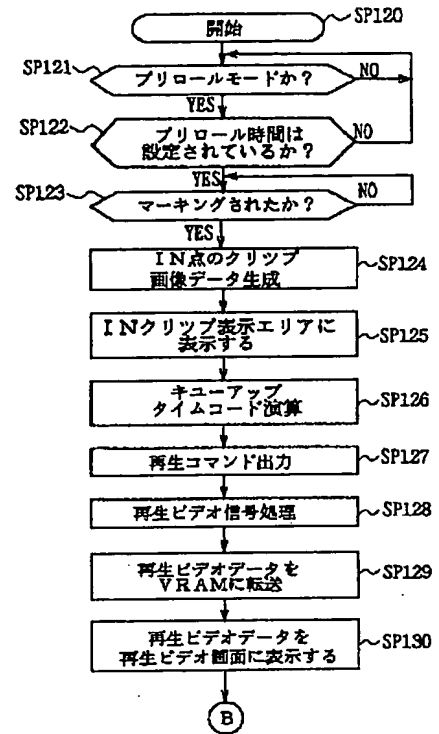 開始
SP120
SP121
プリロールモードか?
NO
YES
SP122
プリロール時間は
設定されているか?
NO
YES
SP123
マーキングされたか?
NO
YES
IN点のクリツプ
画像データ生成
SP124
INクリツプ表示エリアに
表示する
SP125
キユーアツプ
タイムコード演算
SP126
再生コマンド出力
SP127
再生ビデオ信号処理
SP128
再生ビデオデータを
VRAMに転送
SP129
再生ビデオデータを
再生ビデオ画面に表示する
SP130
B